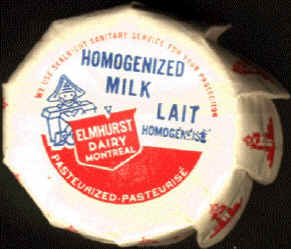 WE USE SEALRIGHT SANITARY SERVICE FOR YOUR PROTECTION
HOMOGENIZED
MILK
LAIT
HOMOGÉNÉISÉ
ELMHURST
DAIRY
MONTREAL
PASTEURIZED-PASTEURISÉ